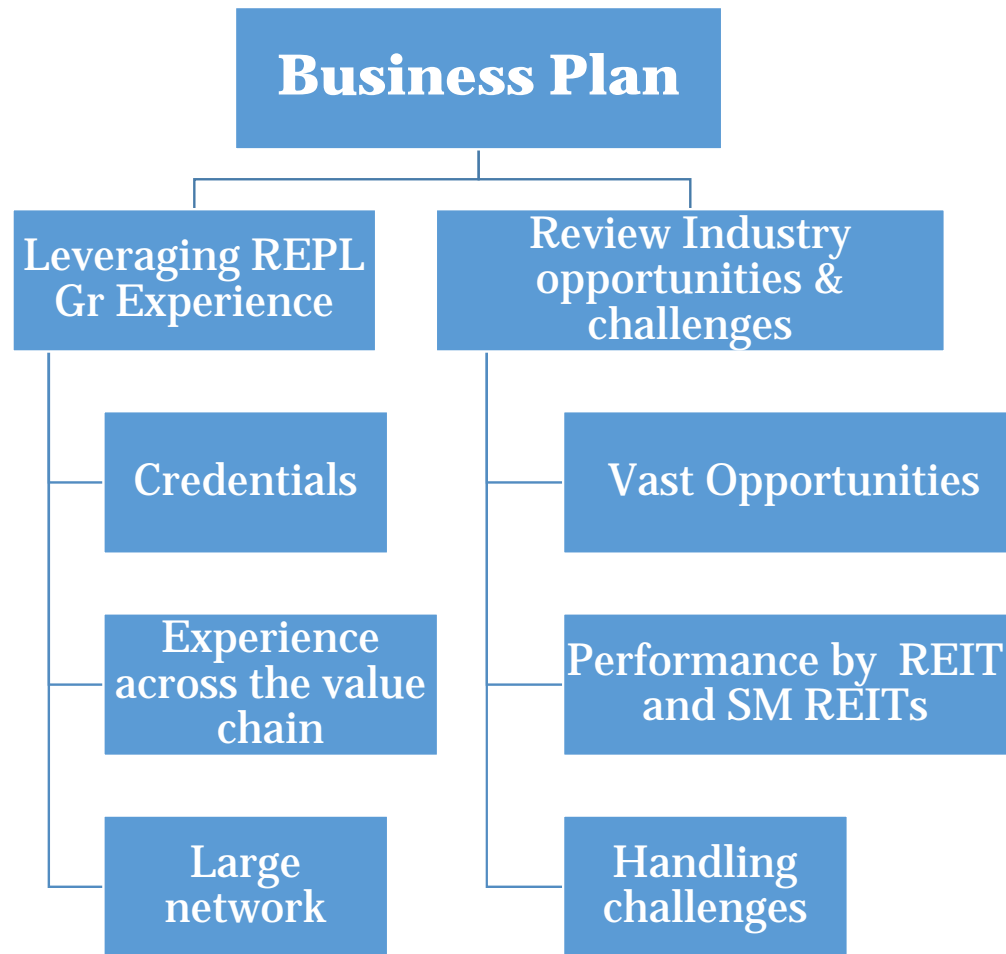 Business Plan
Leveraging REPL
Gr Experience
Credentials
Experience
across the value
chain
Large
network
Review Industry
opportunities &
challenges
Vast Opportunities
Performance by REIT
and SM REITs
Handling
challenges